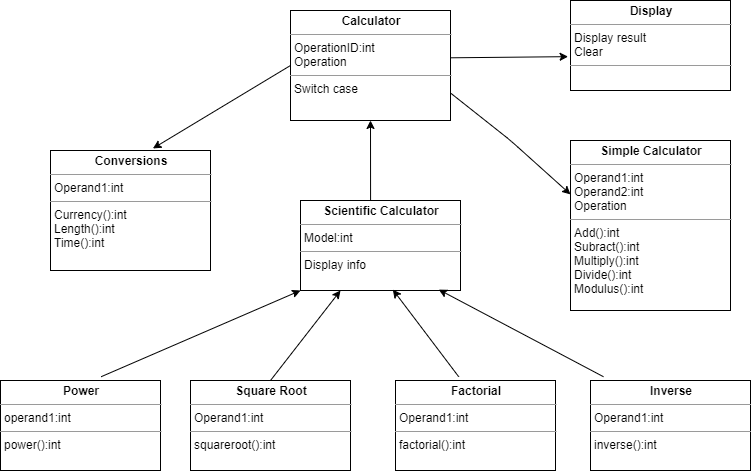 Calculator
OperationID:int
Operation
Switch case
Display
Display result
Clear
Conversions
Operand1:int
Currency():int
Length():int
Time():int
Scientific Calculator
Model:int
Display info
Simple Calculator
Operand1:int
Operand2:int
Operation
Add():int
Subract():int
Multiply():int
Divide():int
Modulus():int
Power
operand1:int
power():int
Square Root
Operand1:int
squareroot():int
Factorial
Operand1:int
factorial():int
Inverse
Operand1:int
inverse():int